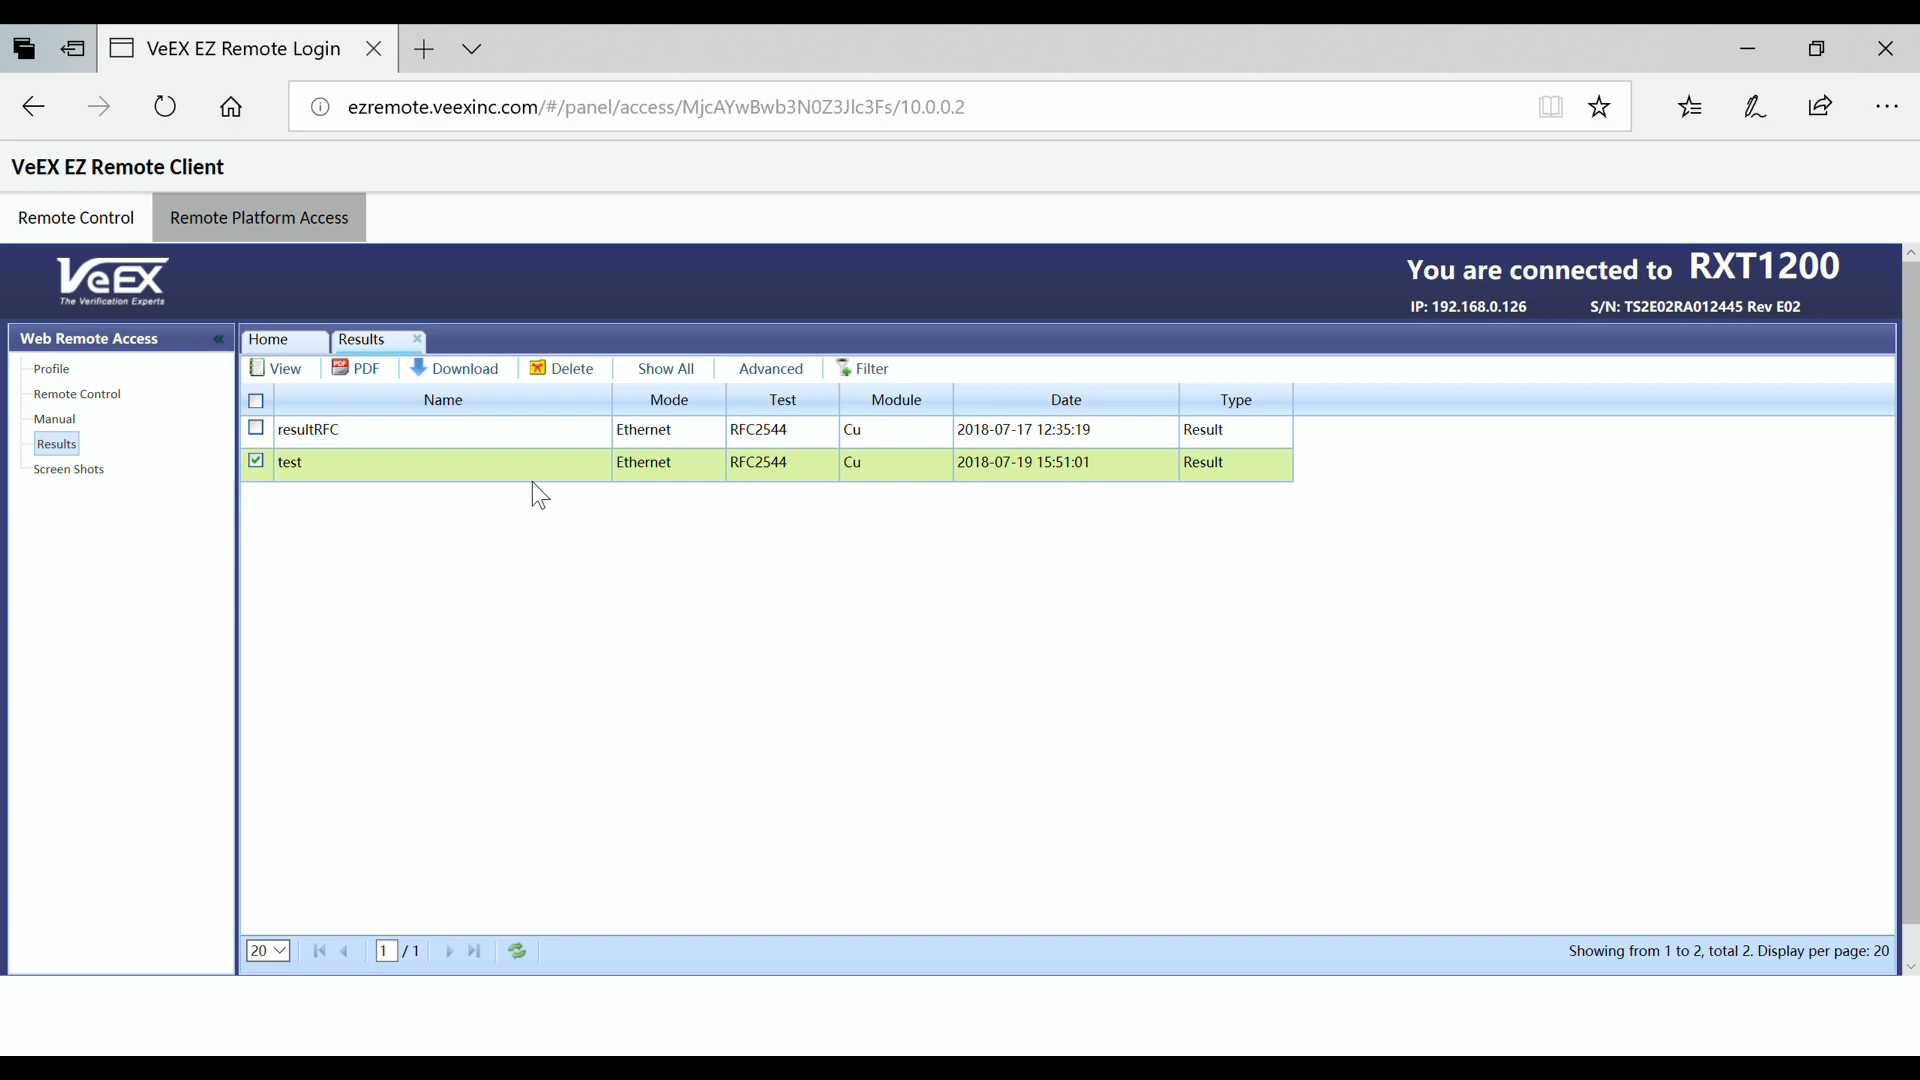 VeEX EZ Remote Login
ezremote.veexinc.com/#/panel/access/MjcAYwBwb3N0Z3Jlc3Fs/10.0.0.2
VeEX EZ Remote Client
Remote Control Remote Platform Access
VeEX
The Verification Experts
You are connected to RXT1200
IP: 192.168.0.126 S/N: TS2E02RA012445 Rev E02
Web Remote Access
Profile
Remote Control
Manual
Results
Screen Shots
Home Results
View PDF Download Delete Show All Advanced Filter
Name Mode Test Module Date Type
resultRFC Ethernet RFC2544 Cu 2018-07-17 12:35:19 Result
test Ethernet RFC2544 Cu 2018-07-19 15:51:01 Result
20 1 / 1 Showing from 1 to 2, total 2. Display per page: 20